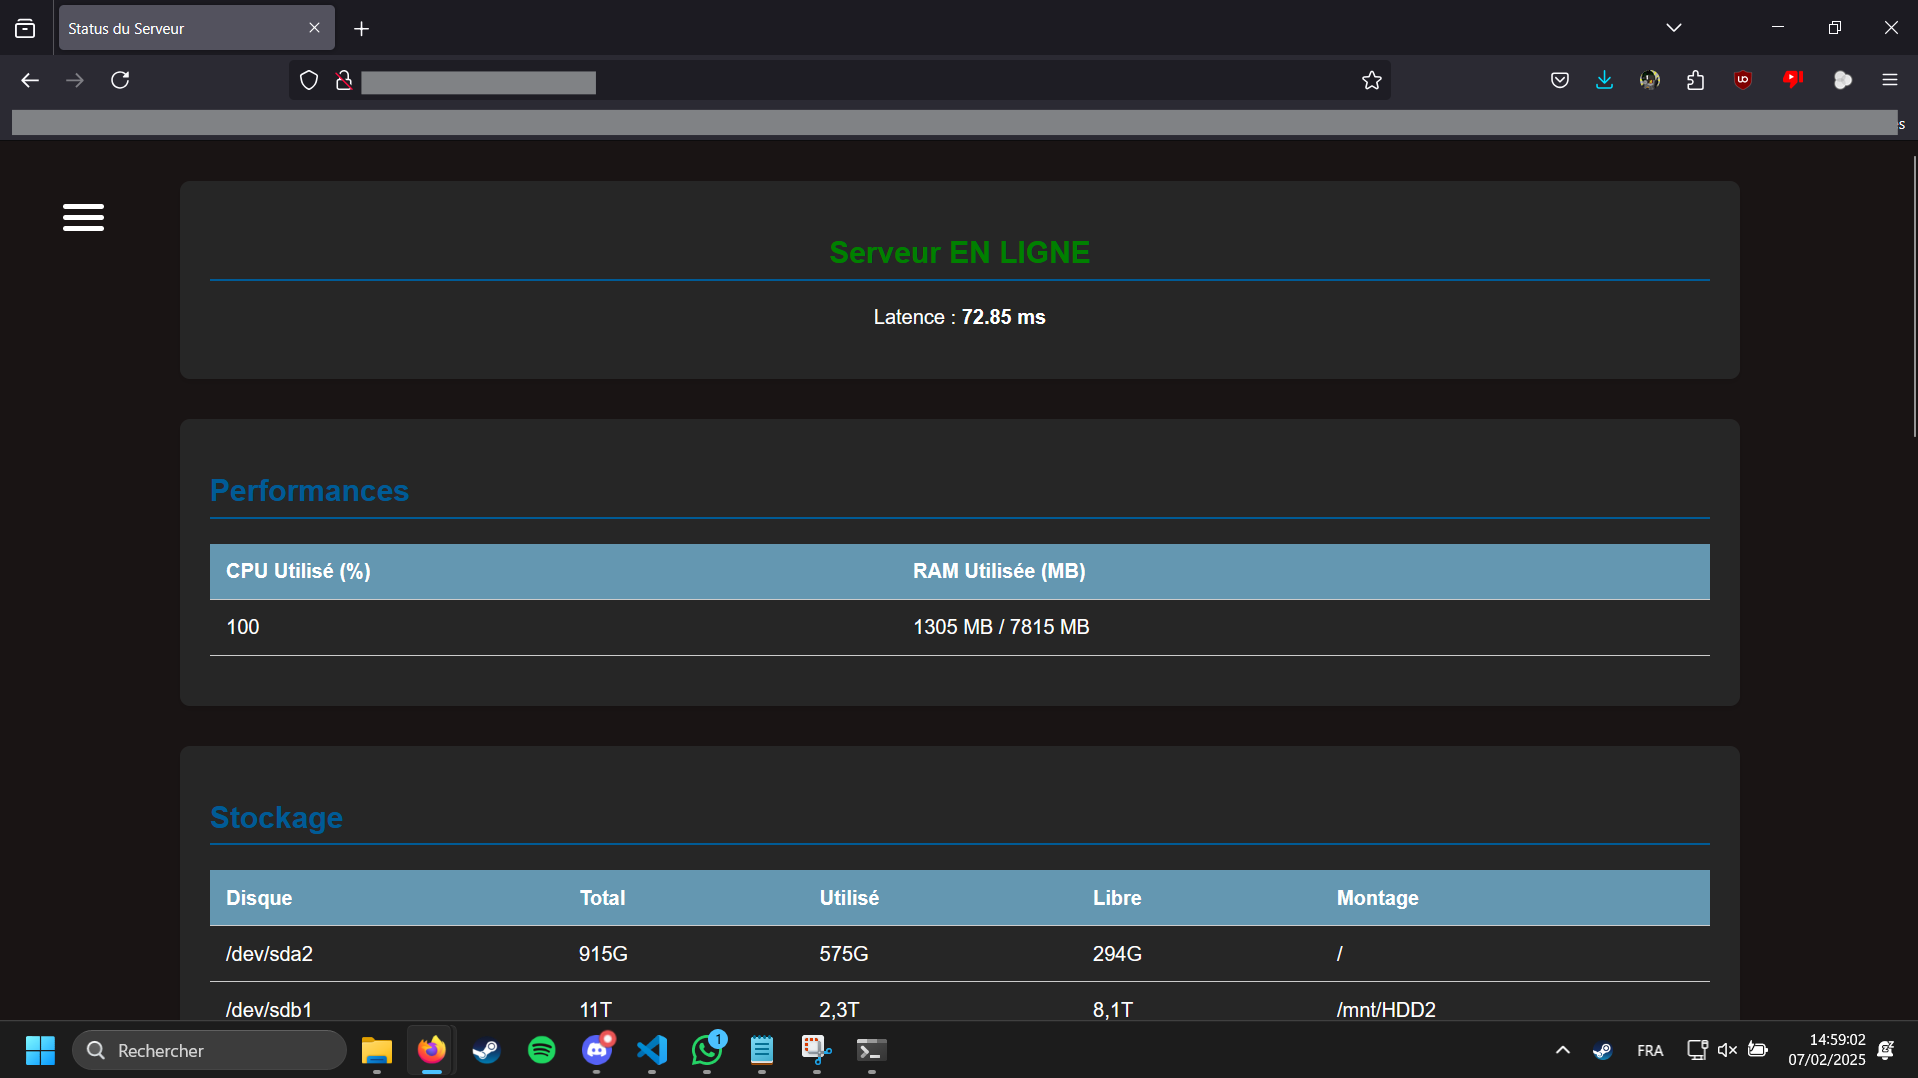 Status du Serveur
s
Serveur EN LIGNE
Latence : 72.85 ms
Performances
CPU Utilisé (%) RAM Utilisée (MB)
100 1305 MB / 7815 MB
Stockage
Disque Total Utilisé Libre Montage
/dev/sda2 915G 575G 294G /
/dev/sdb1 11T 2,3T 8,1T /mnt/HDD2
Rechercher
1
FRA
14:59:02
07/02/2025